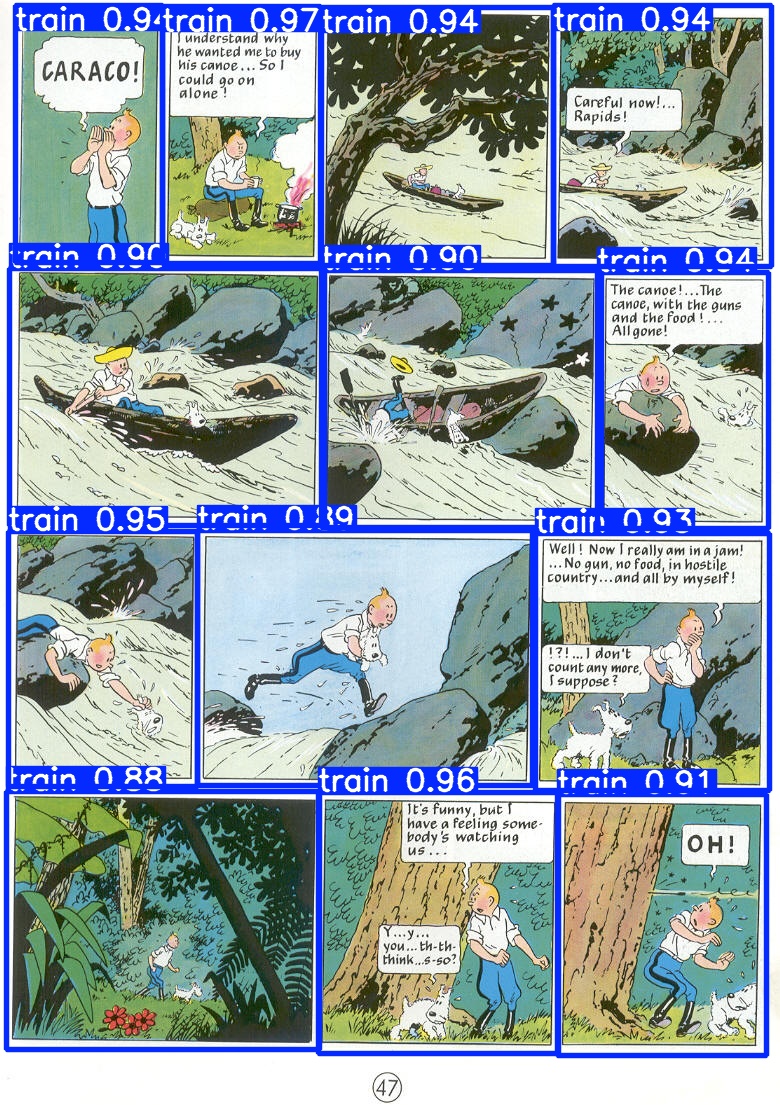 train 0.94
train 0.97
train 0.94
train 0.94
CARACO!
I understand why
he wanted me to buy
his canoe... So I
could go on
alone!
Careful now!...
Rapids!
train 0.90
train 0.90
train 0.94
The canoe!...The
canoe, with the guns
and the food!...
All gone!
train 0.95
train 0.89
train 0.93
Well! Now I really am in a jam!
...No gun, no food, in hostile
country...and all by myself!
!?!...I don't
count any more,
I suppose?
train 0.88
train 0.96
train 0.91
It's funny, but I
have a feeling some-
body's watching
us...
Y...y...
you...th-th-
think...s-so?
OH!
47